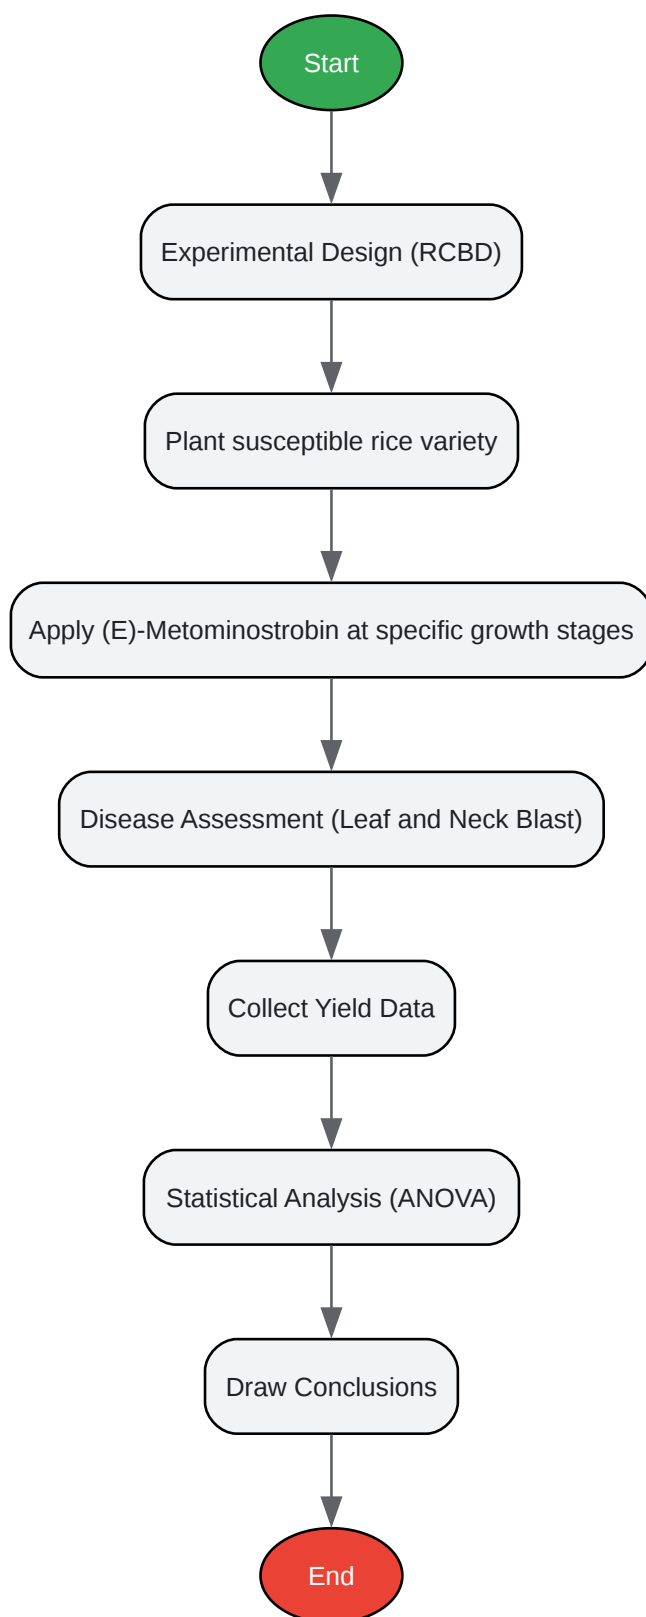 Start
Experimental Design (RCBD)
Plant susceptible rice variety
Apply (E)-Metominostrobin at specific growth stages
Disease Assessment (Leaf and Neck Blast)
Collect Yield Data
Statistical Analysis (ANOVA)
Draw Conclusions
End